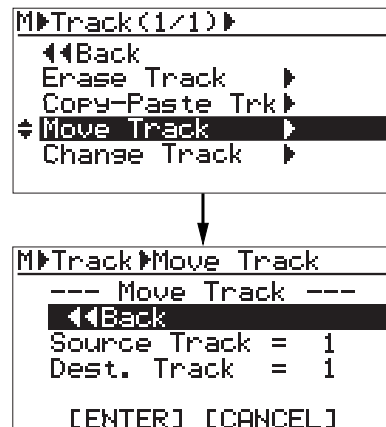 M▶Track(1/1)▶
◀◀Back
Erase Track ▶
Copy-Paste Trk▶
Move Track ▶
Change Track ▶
M▶Track▶Move Track
--- Move Track ---
◀◀Back
Source Track = 1
Dest. Track = 1
[ENTER] [CANCEL]